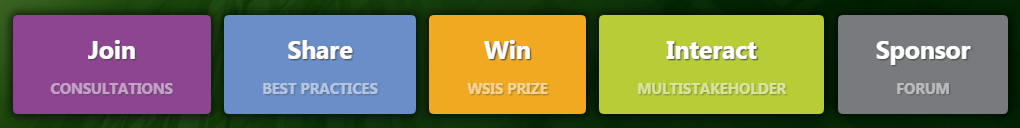 Join
CONSULTATIONS
Share
BEST PRACTICES
Win
WSIS PRIZE
Interact
MULTISTAKEHOLDER
Sponsor
FORUM